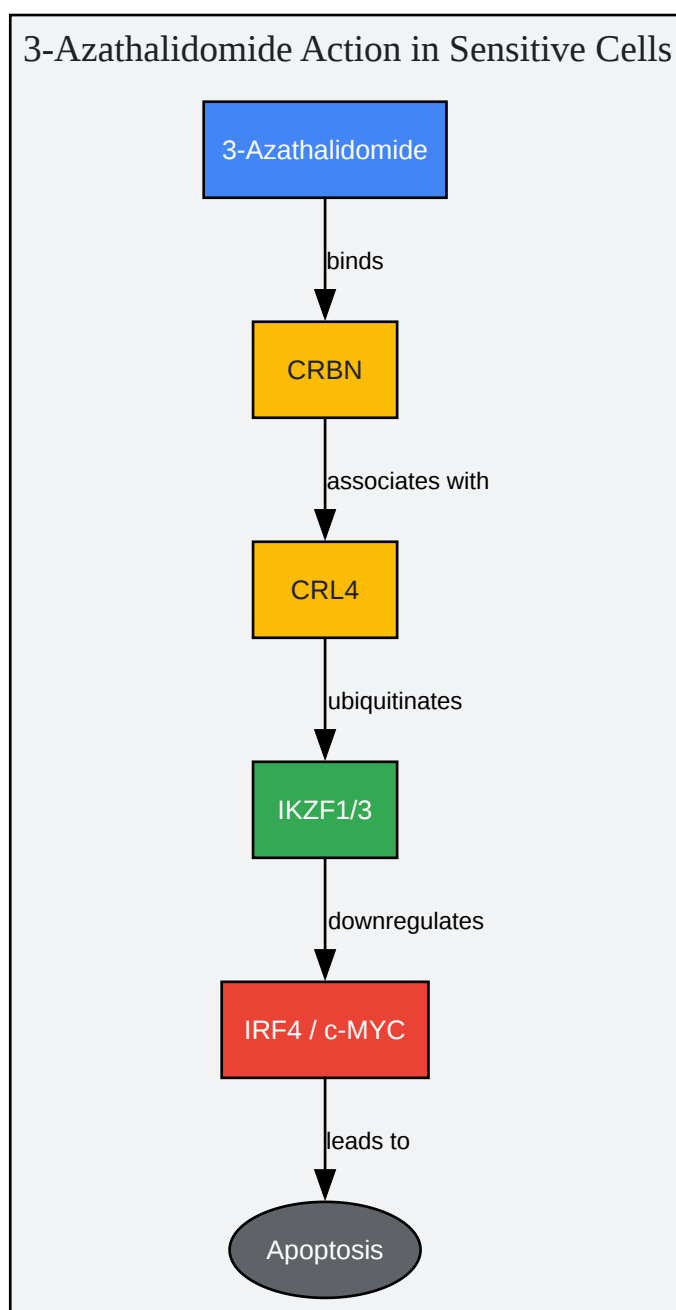 3-Azathalidomide Action in Sensitive Cells
3-Azathalidomide
binds
CRBN
associates with
CRL4
ubiquitinates
IKZF1/3
downregulates
IRF4 / c-MYC
leads to
Apoptosis